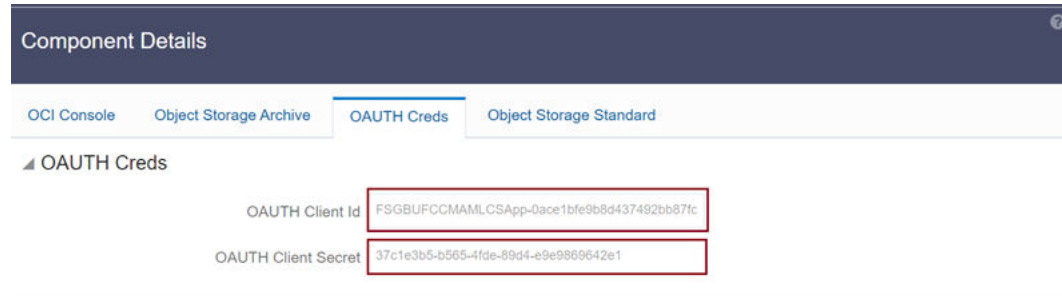 Component Details
OCI Console Object Storage Archive OAUTH Creds Object Storage Standard
OAUTH Creds
OAUTH Client Id FSGBUFCCMAMLCSApp-0ace1bfe9b8d437492bb87fc
OAUTH Client Secret 37c1e3b5-b565-4fde-89d4-e9e9869642e1